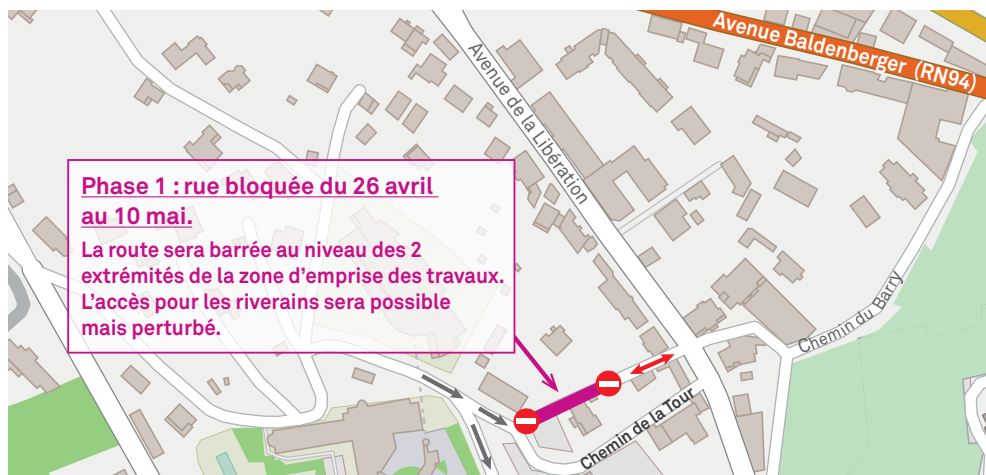 Avenue Baldenberger (RN94)
Avenue de la Libération
Phase 1 : rue bloquée du 26 avril
au 10 mai.
La route sera barrée au niveau des 2
extrémités de la zone d’emprise des travaux.
L’accès pour les riverains sera possible
mais perturbé.
Chemin du Barry
Chemin de la Tour